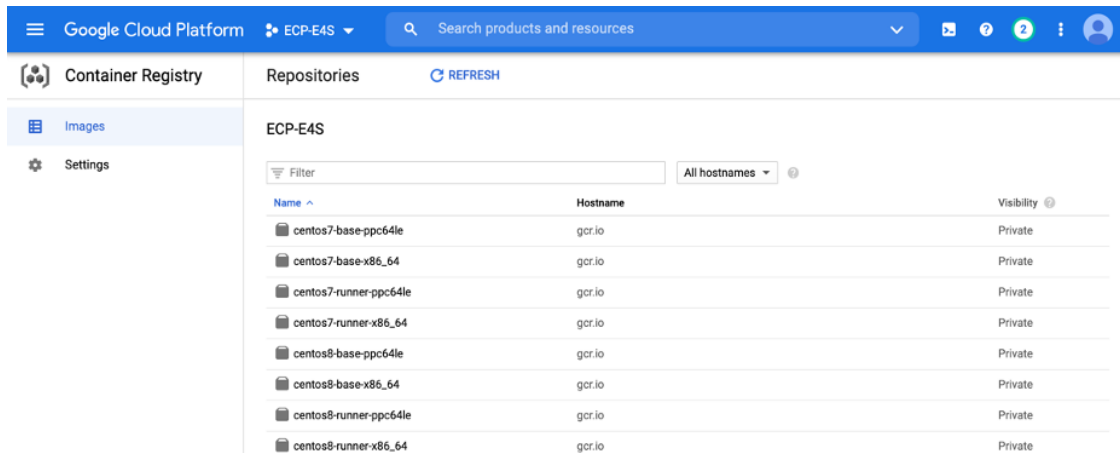 Google Cloud Platform ECP-E4S Search products and resources 2
Container Registry Repositories REFRESH
Images
Settings
ECP-E4S
Filter All hostnames
Name Hostname Visibility
centos7-base-ppc64le gcr.io Private
centos7-base-x86_64 gcr.io Private
centos7-runner-ppc64le gcr.io Private
centos7-runner-x86_64 gcr.io Private
centos8-base-ppc64le gcr.io Private
centos8-base-x86_64 gcr.io Private
centos8-runner-ppc64le gcr.io Private
centos8-runner-x86_64 gcr.io Private